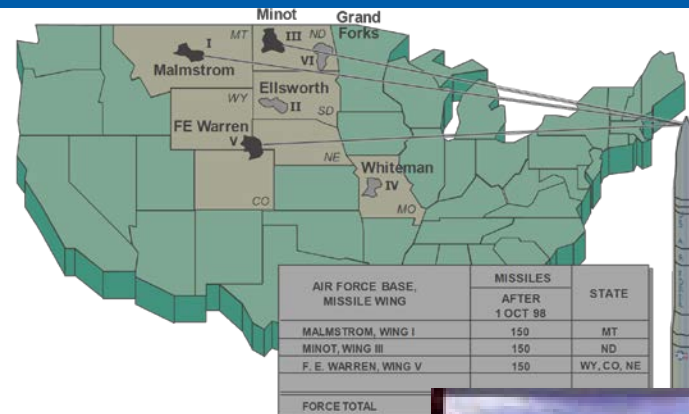 Minot
Grand
Forks
I
MT
III
ND
VI
Malmstrom
Ellsworth
WY
II
SD
FE Warren
V
NE
Whiteman
IV
CO
MO
AIR FORCE BASE,
MISSILE WING
MISSILES
AFTER
1 OCT 98
STATE
MALMSTROM, WING I 150 MT
MINOT, WING III 150 ND
F. E. WARREN, WING V 150 WY, CO, NE
FORCE TOTAL